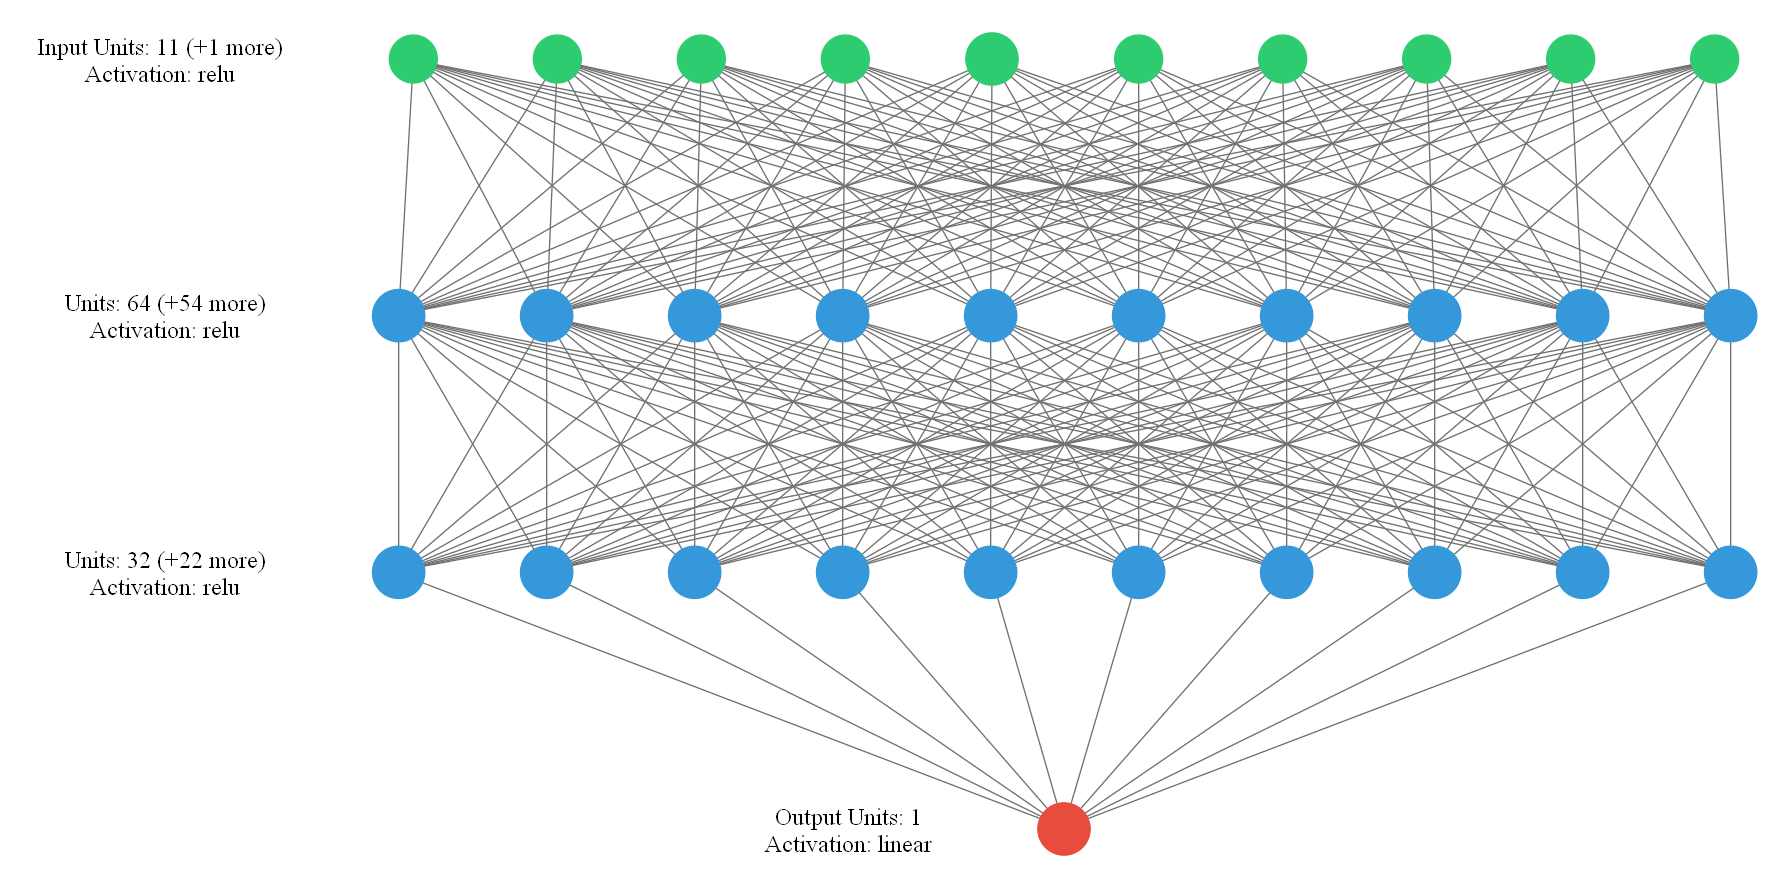 Input Units: 11 (+1 more)
Activation: relu
Units: 64 (+54 more)
Activation: relu
Units: 32 (+22 more)
Activation: relu
Output Units: 1
Activation: linear